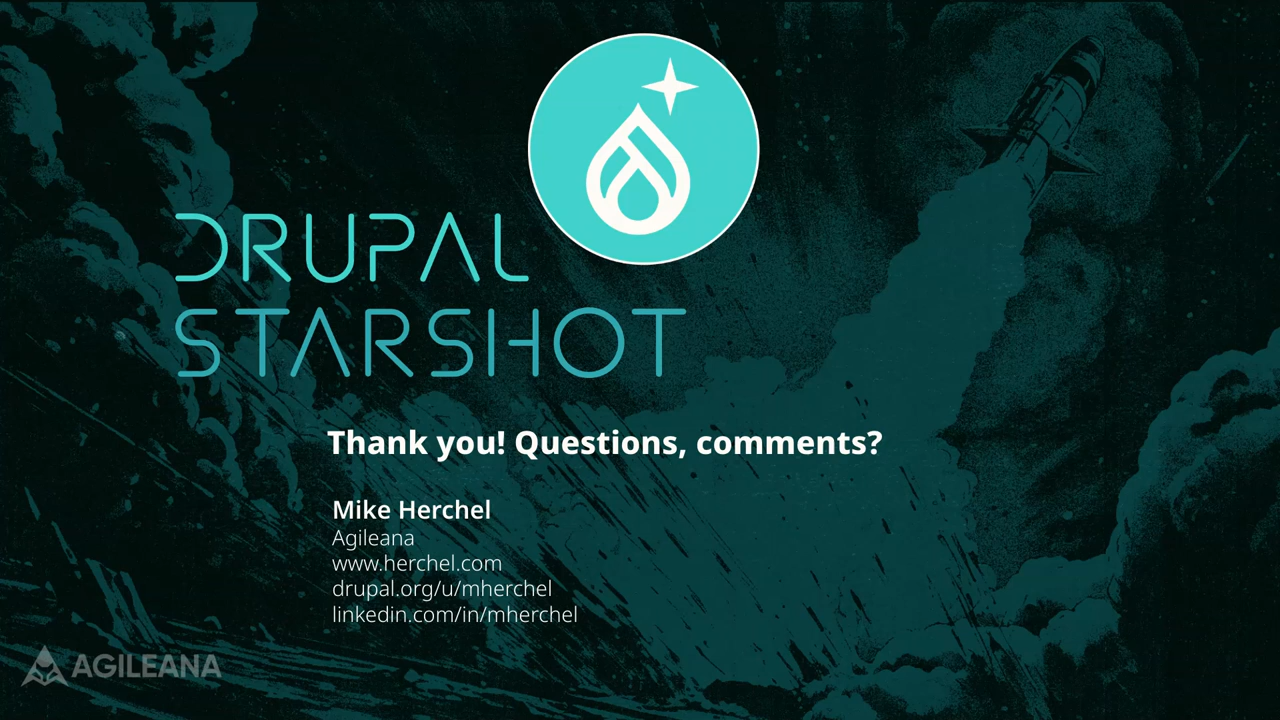 DRUPAL
STARSHOT
Thank you! Questions, comments?
Mike Herchel
Agileana
www.herchel.com
drupal.org/u/mherchel
linkedin.com/in/mherchel
AGILEANA